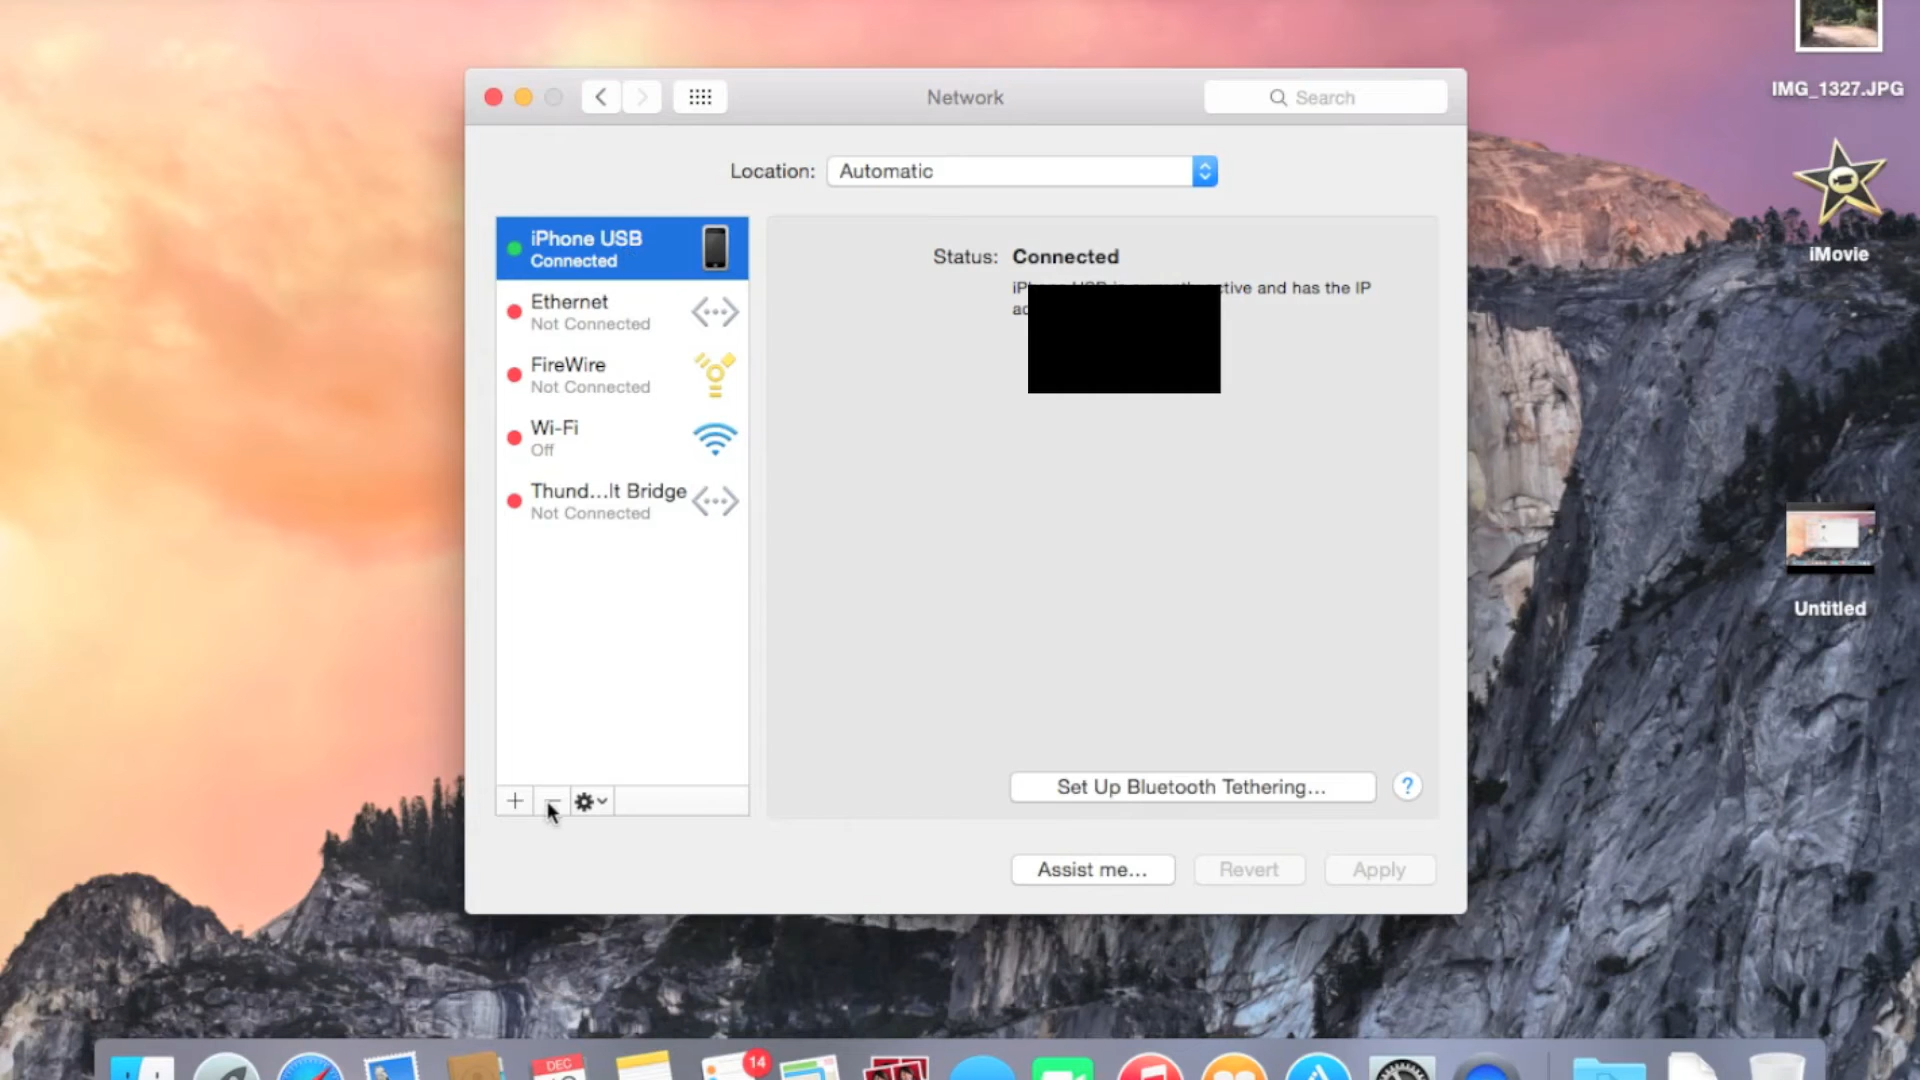 IMG_1327.JPG
Network
Search
Location: Automatic
iPhone USB
Connected
Status: Connected
tive and has the IP
Ethernet
Not Connected
FireWire
Not Connected
iMovie
Wi-Fi
Off
Thund...lt Bridge
Not Connected
Untitled
Set Up Bluetooth Tethering...
?
Assist me...
Revert
Apply
14
DEC